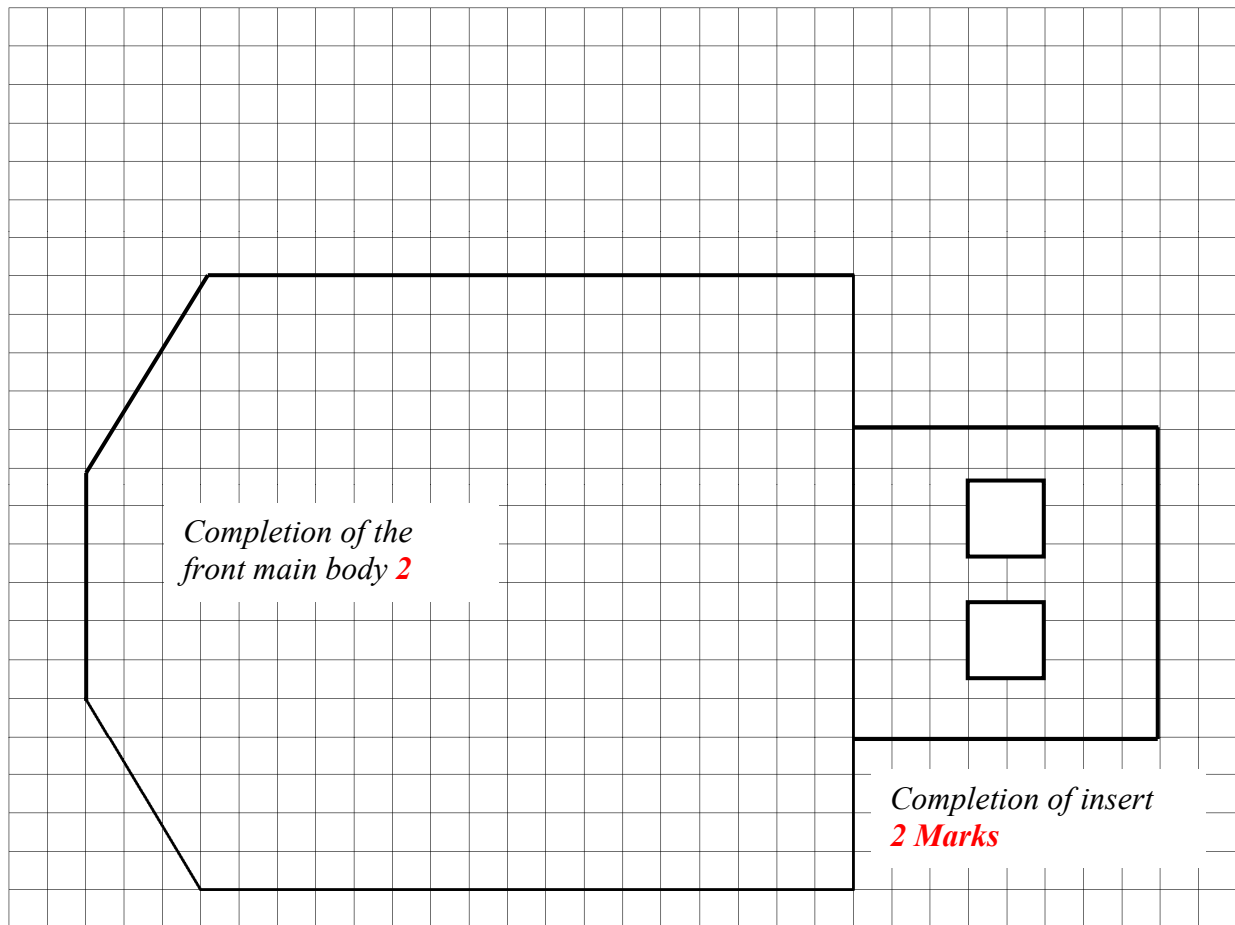 Completion of the
front main body 2
Completion of insert
2 Marks